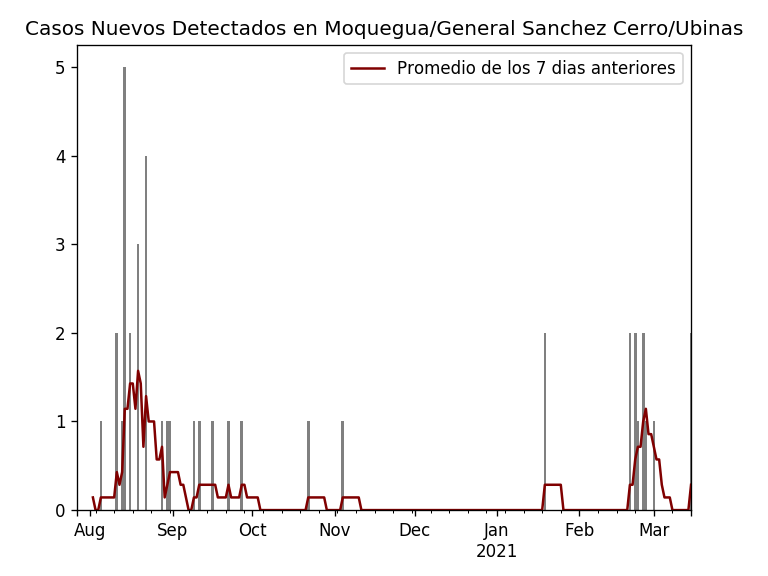 Casos Nuevos Detectados en Moquegua/General Sanchez Cerro/Ubinas
Promedio de los 7 dias anteriores
5
4
3
2
1
0
Aug Sep Oct Nov Dec Jan Feb Mar
2021